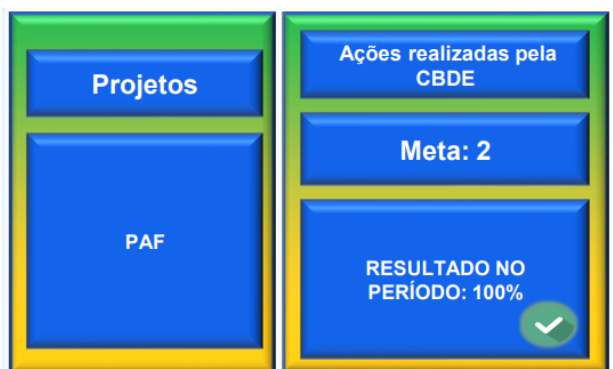 Projetos
PAF
Ações realizadas pela
CBDE
Meta: 2
RESULTADO NO
PERÍODO: 100%